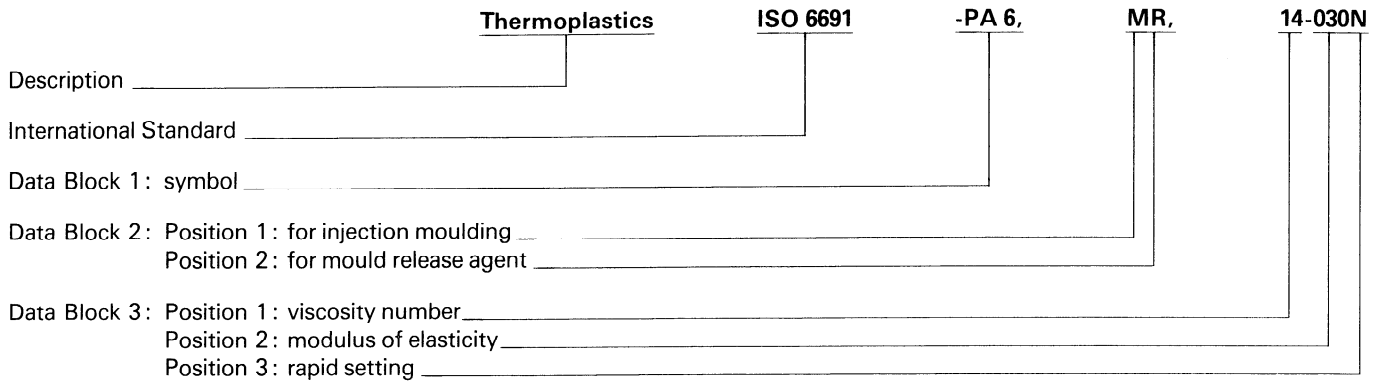 Thermoplastics ISO 6691 -PA 6, MR, 14-030N
Description
International Standard
Data Block 1: symbol
Data Block 2: Position 1: for injection moulding
Position 2: for mould release agent
Data Block 3: Position 1: viscosity number
Position 2: modulus of elasticity
Position 3: rapid setting